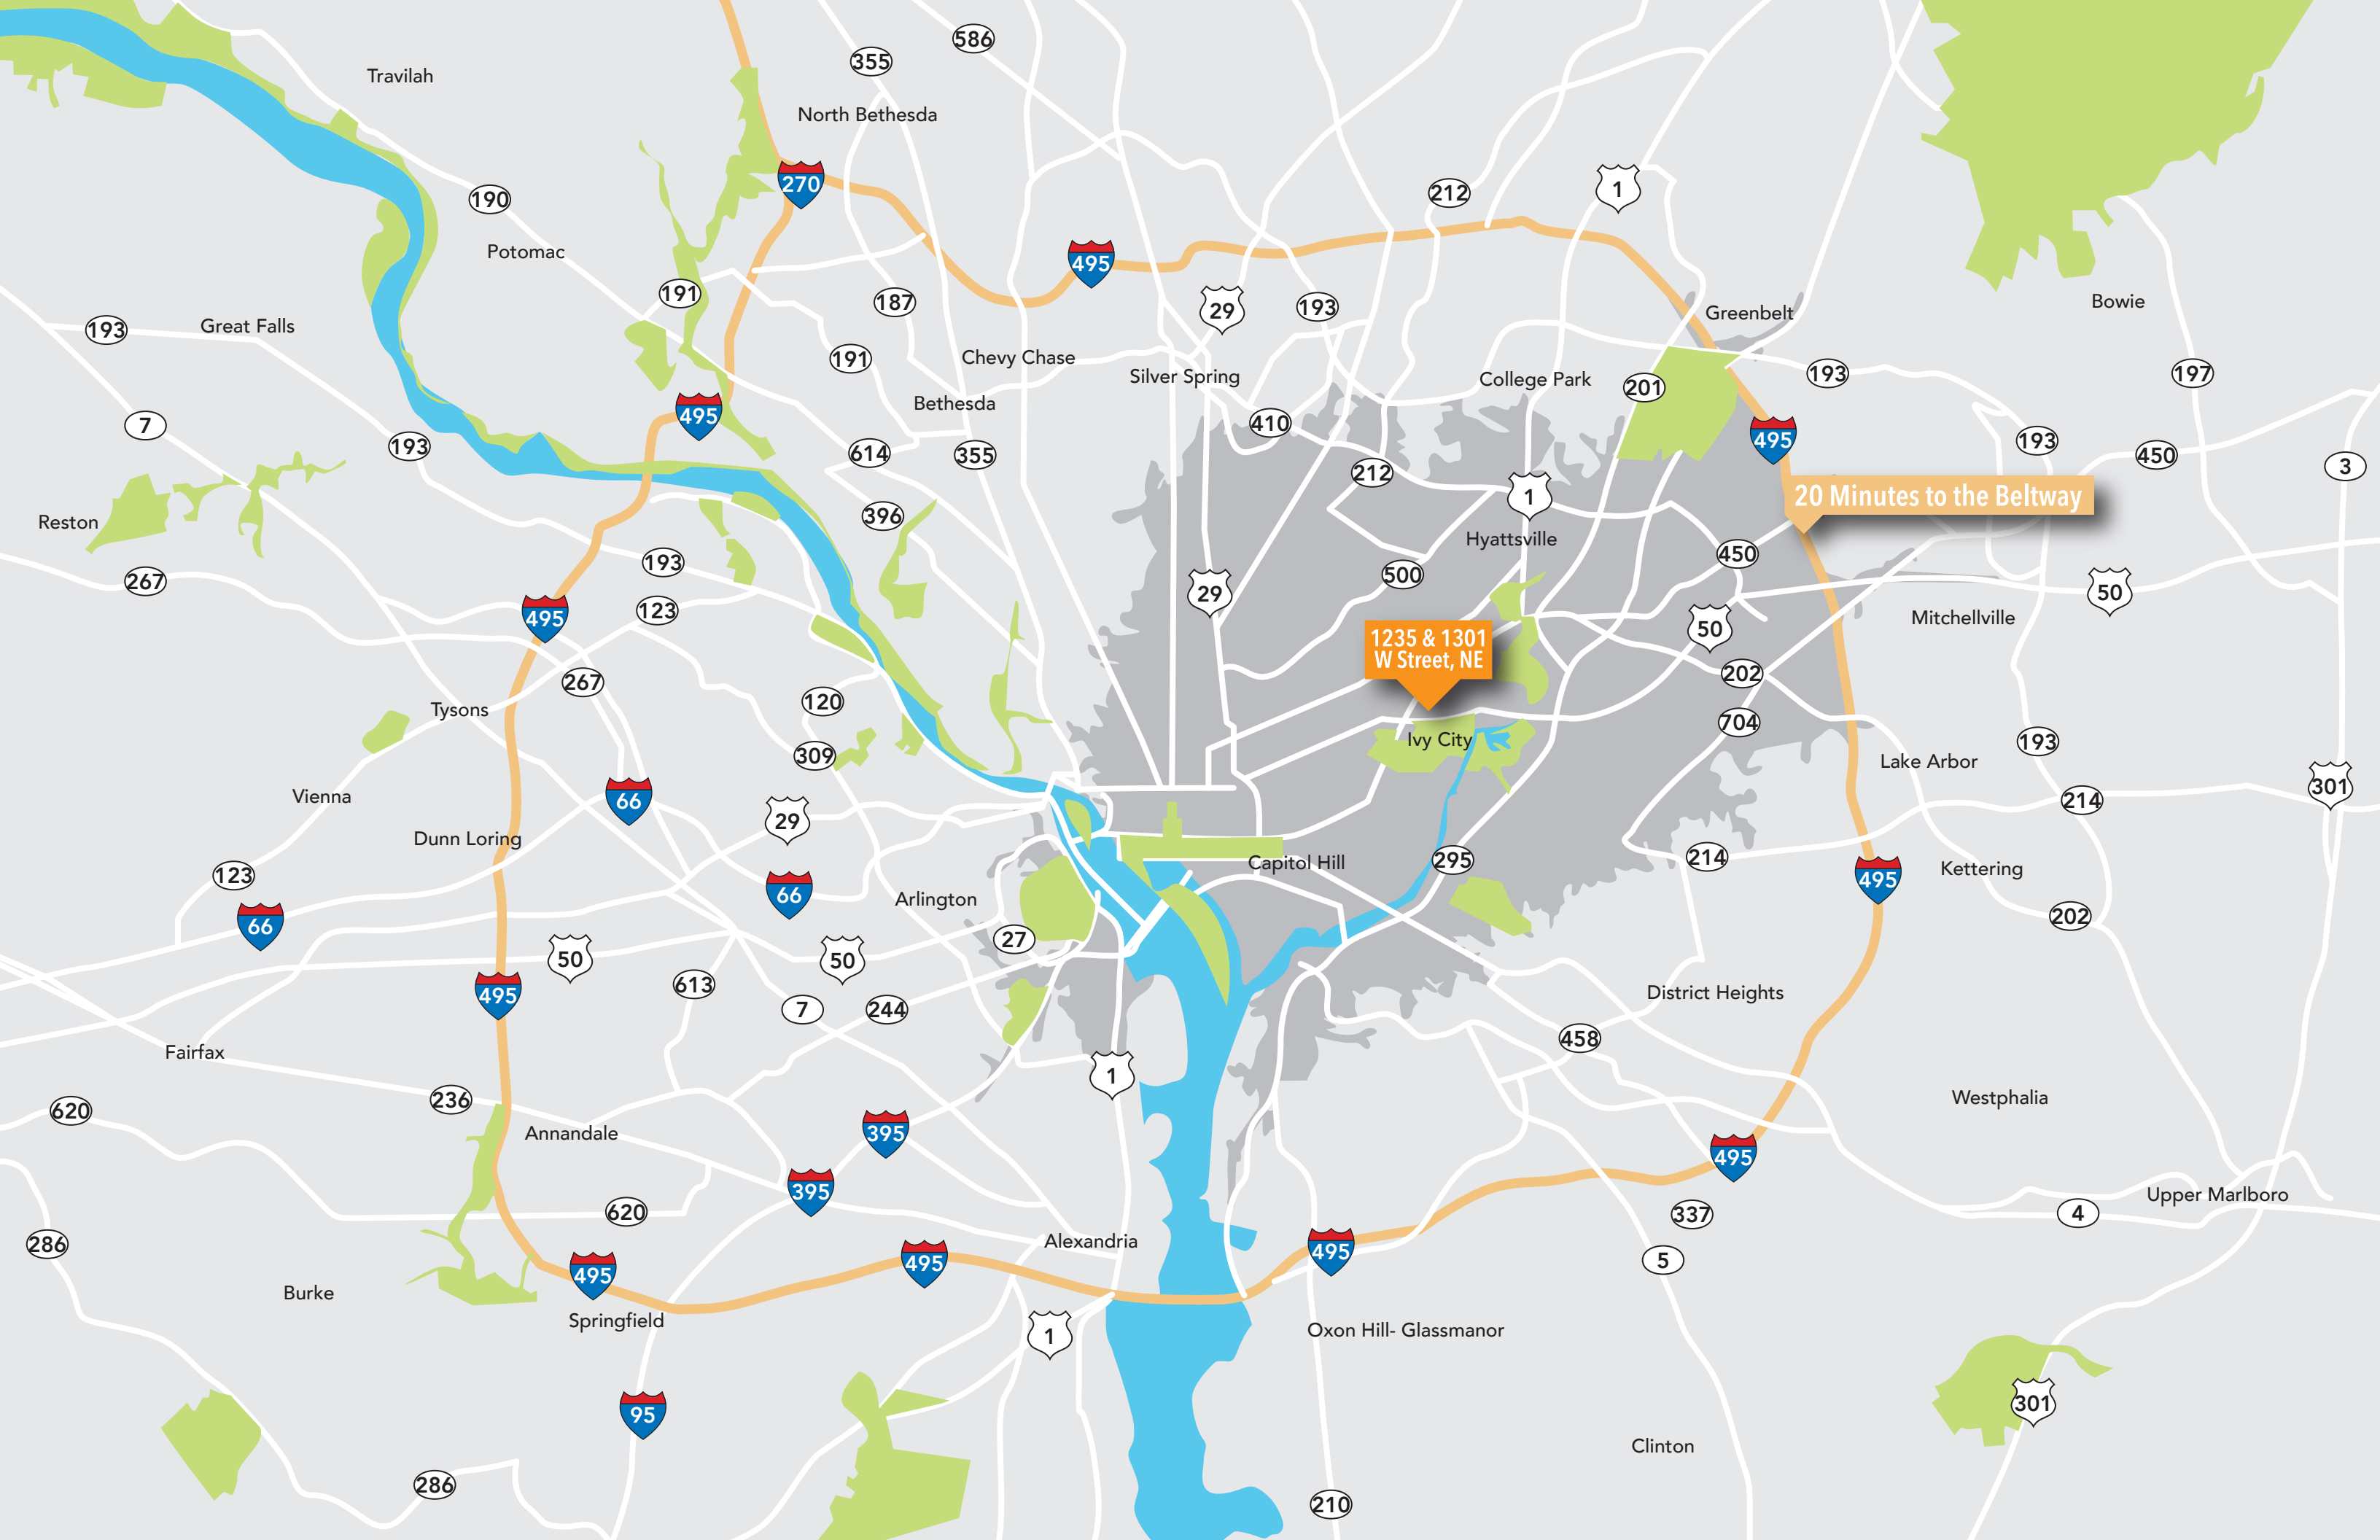 586
355
Travilah
North Bethesda
270
1
212
190
Potomac
495
191
187
29
193
Greenbelt
Bowie
193
Great Falls
191
Chevy Chase
Silver Spring
College Park
201
193
197
Bethesda
495
410
7
193
614
355
495
193
450
3
212
396
1
20 Minutes to the Beltway
Reston
Hyattsville
193
450
267
500
29
50
123
495
Mitchellville
50
1235 & 1301
W Street, NE
202
267
120
Tysons
704
Ivy City
193
309
Lake Arbor
301
Vienna
66
214
29
Dunn Loring
214
295
Capitol Hill
Kettering
495
123
66
Arlington
202
66
27
50
50
613
495
District Heights
7
244
458
Fairfax
1
236
Westphalia
620
Annandale
395
495
395
Upper Marlboro
620
337
4
286
Alexandria
495
495
5
495
Burke
Springfield
1
Oxon Hill- Glassmanor
95
301
Clinton
286
210